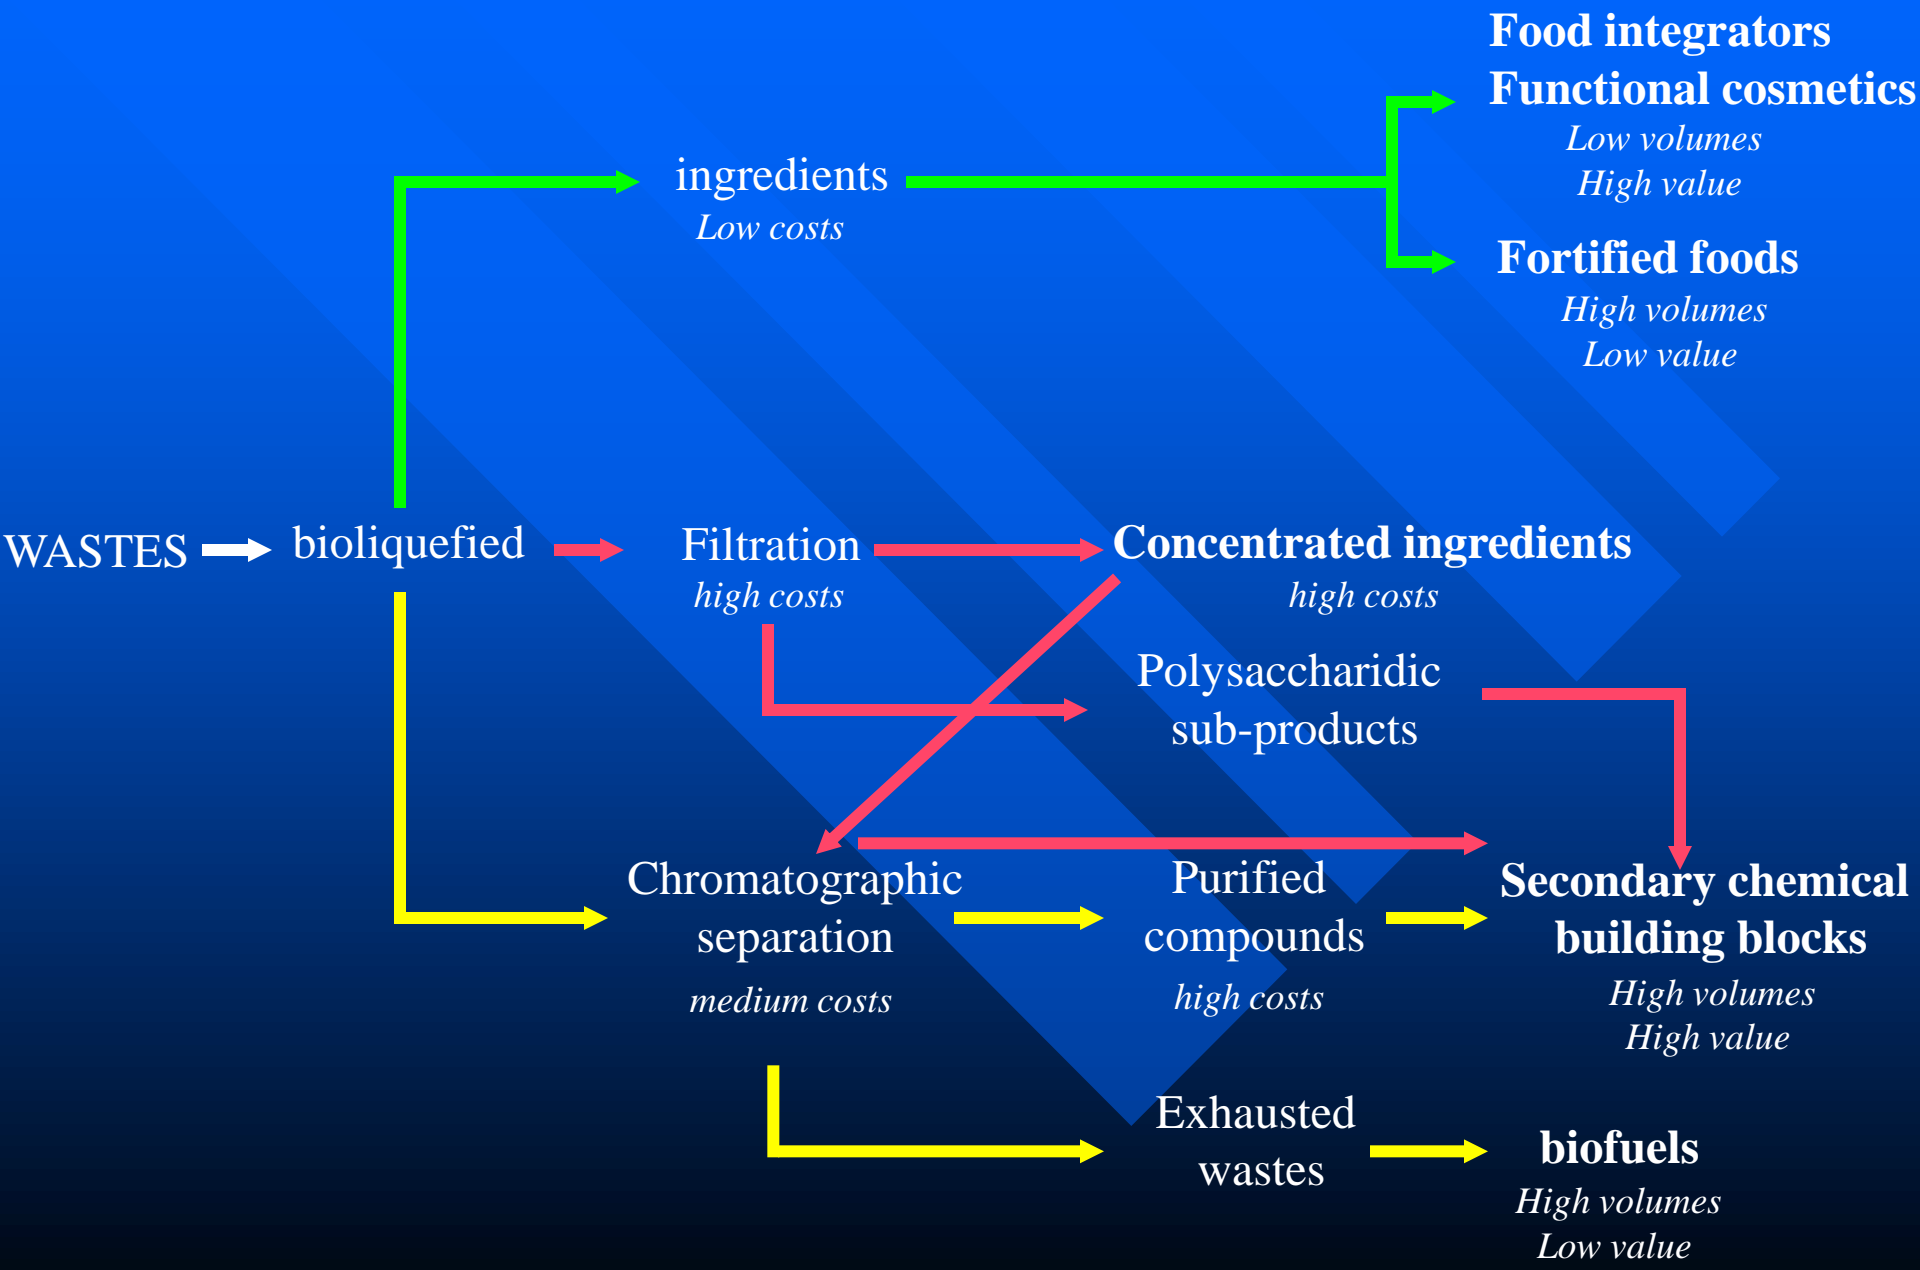 Food integrators
Functional cosmetics
Low volumes
High value
ingredients
Low costs
Fortified foods
High volumes
Low value
WASTES
bioliquefied
Filtration
high costs
Concentrated ingredients
high costs
Polysaccharidic
sub-products
Chromatographic
separation
medium costs
Purified
compounds
high costs
Secondary chemical
building blocks
High volumes
High value
Exhausted
wastes
biofuels
High volumes
Low value